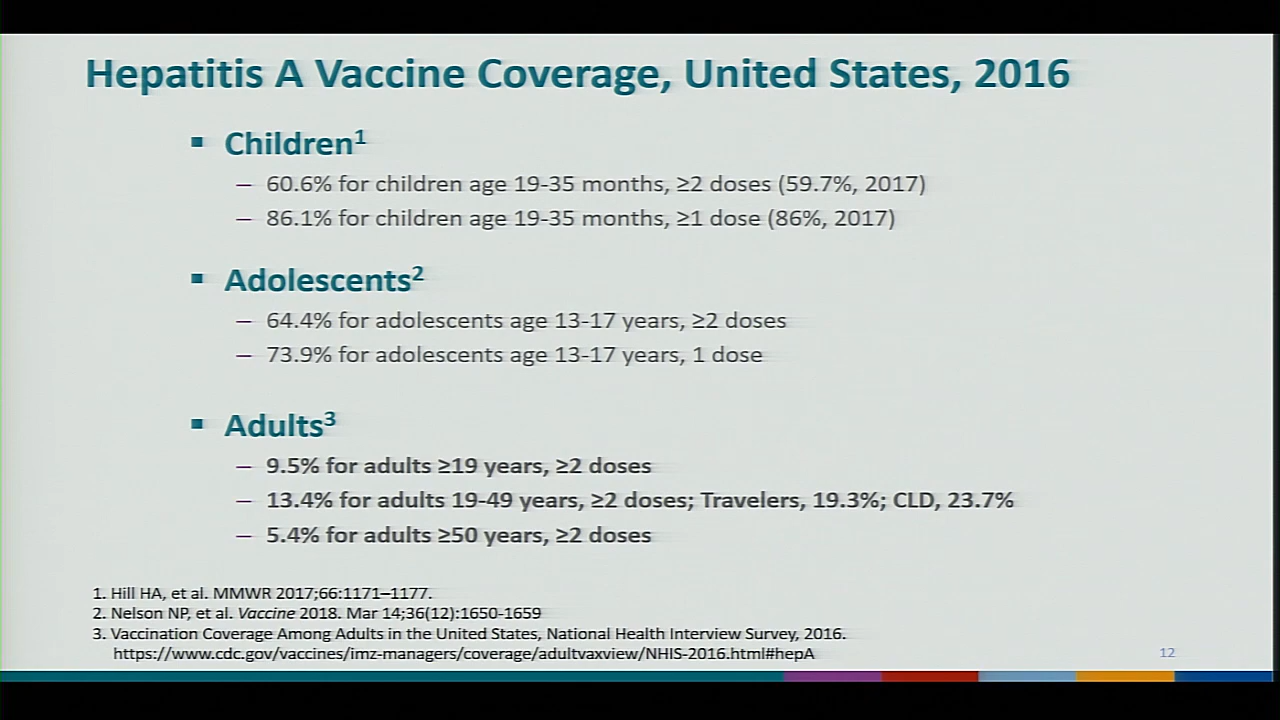 Hepatitis A Vaccine Coverage, United States, 2016
▪ Children¹
– 60.6% for children age 19-35 months, ≥2 doses (59.7%, 2017)
– 86.1% for children age 19-35 months, ≥1 dose (86%, 2017)
▪ Adolescents²
– 64.4% for adolescents age 13-17 years, ≥2 doses
– 73.9% for adolescents age 13-17 years, 1 dose
▪ Adults³
– 9.5% for adults ≥19 years, ≥2 doses
– 13.4% for adults 19-49 years, ≥2 doses; Travelers, 19.3%; CLD, 23.7%
– 5.4% for adults ≥50 years, ≥2 doses
1. Hill HA, et al. MMWR 2017;66:1171–1177.
2. Nelson NP, et al. Vaccine 2018. Mar 14;36(12):1650-1659
3. Vaccination Coverage Among Adults in the United States, National Health Interview Survey, 2016.
https://www.cdc.gov/vaccines/imz-managers/coverage/adultvaxview/NHIS-2016.html#hepA
12